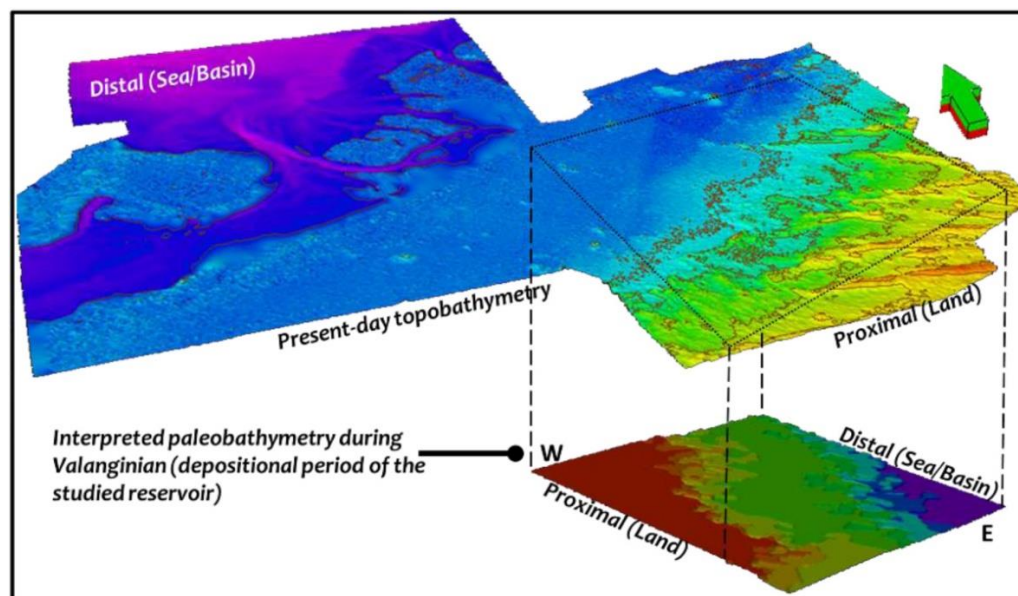 Distal (Sea/Basin)
Present-day topobathymetry
Proximal (Land)
Interpreted paleobathymetry during
Valanginian (depositional period of the
studied reservoir)
W
Distal (Sea/Basin)
Proximal (Land)
E